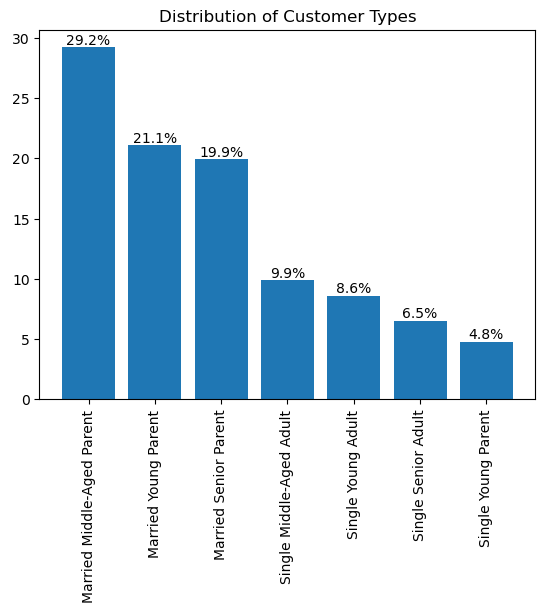 Distribution of Customer Types
30
25
20
15
10
5
0
29.2%
21.1%
19.9%
9.9%
8.6%
6.5%
4.8%
Married Middle-Aged Parent
Married Young Parent
Married Senior Parent
Single Middle-Aged Adult
Single Young Adult
Single Senior Adult
Single Young Parent